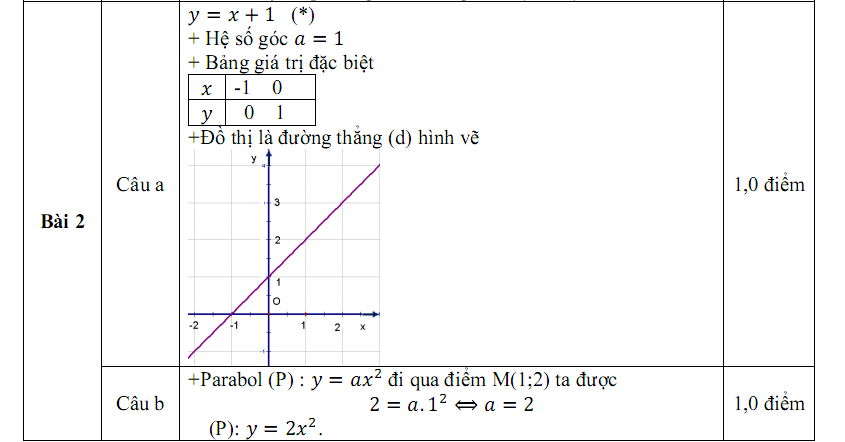 Bài 2
Câu a
y = x + 1 (*)
+ Hệ số góc a = 1
+ Bảng giá trị đặc biệt
x -1 0
y 0 1
+Đồ thị là đường thẳng (d) hình vẽ
y
4
3
2
1
O
-2 -1 1 2 x
-1
1,0 điểm
Câu b
+Parabol (P) : y = ax² đi qua điểm M(1;2) ta được
2 = a. 1² ⟺ a = 2
(P): y = 2x².
1,0 điểm